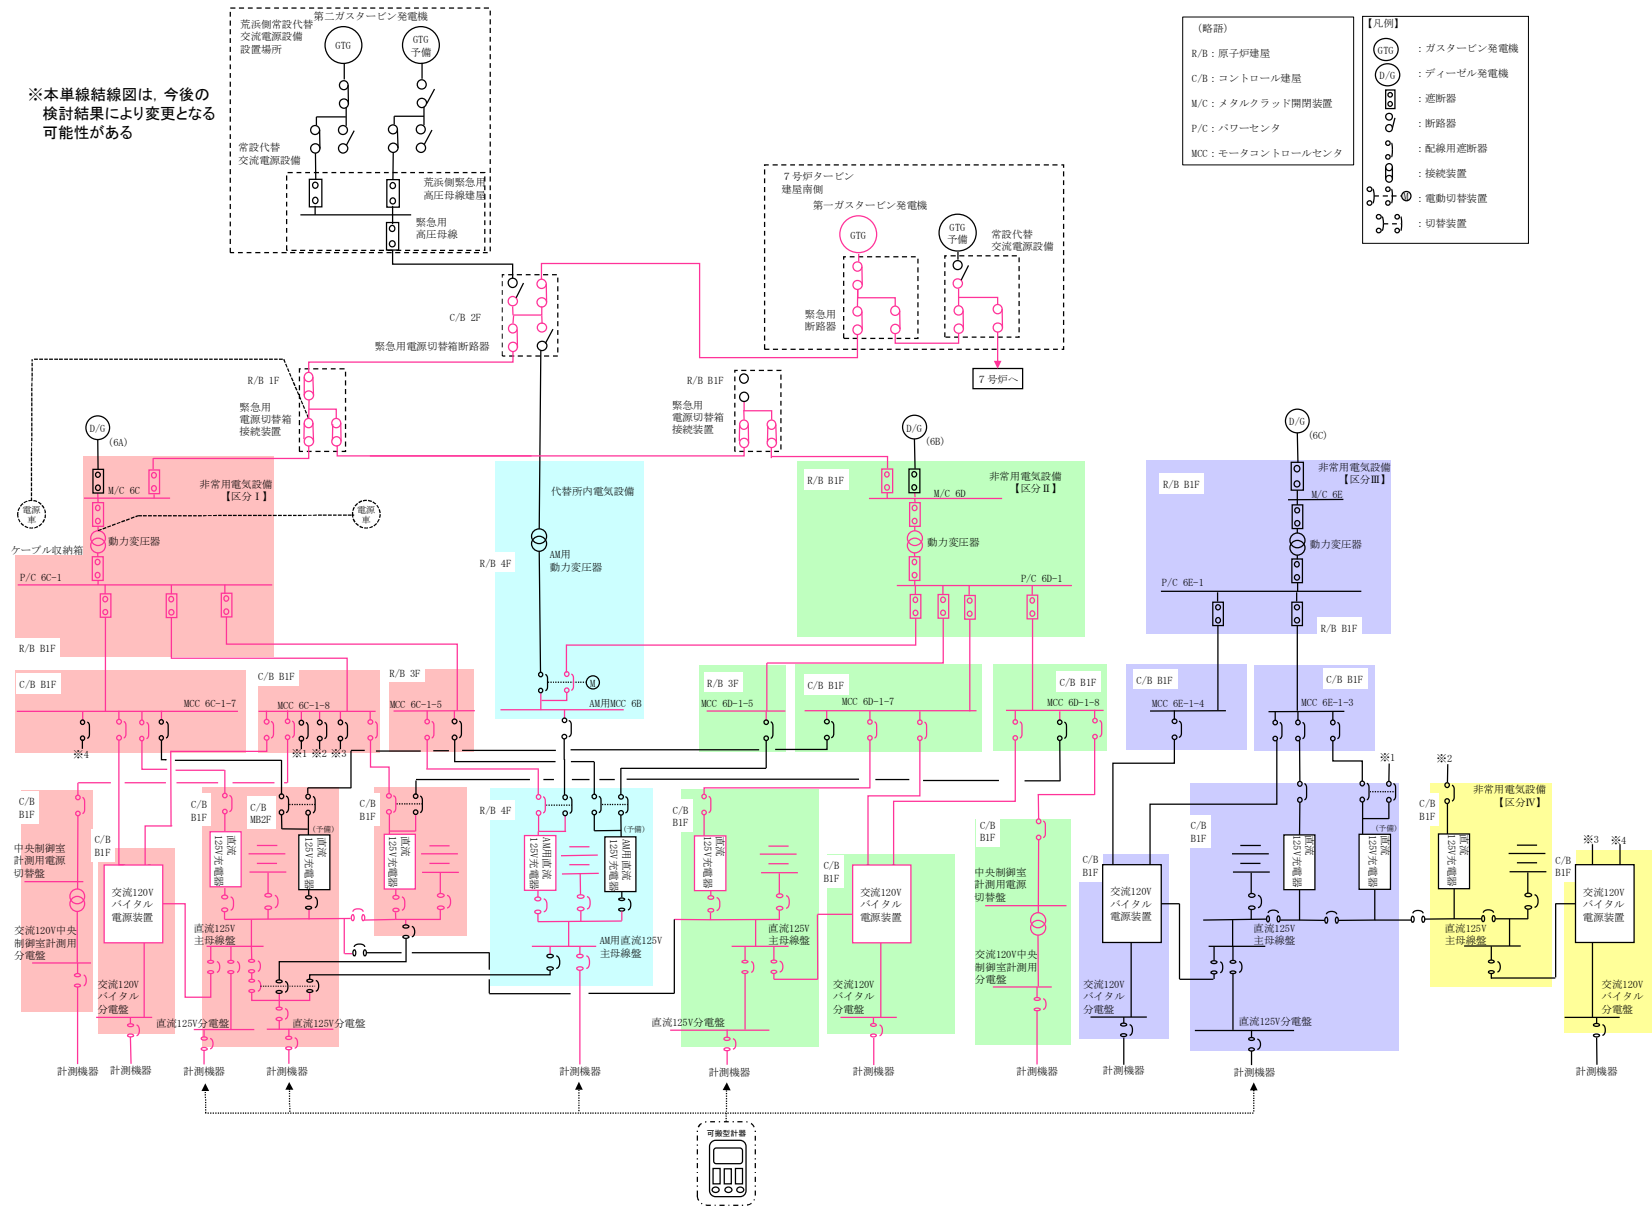 ※本単線結線図は，今後の
検討結果により変更となる
可能性がある
荒浜側常設代替
交流電源設備
設置場所
第二ガスタービン発電機
GTG
GTG
予備
常設代替
交流電源設備
荒浜側緊急用
高圧母線建屋
緊急用
高圧母線
(略語)
R/B：原子炉建屋
C/B：コントロール建屋
M/C：メタルクラッド開閉装置
P/C：パワーセンタ
MCC：モータコントロールセンタ
【凡例】
GTG
：ガスタービン発電機
D/G
：ディーゼル発電機
：遮断器
：断路器
：配線用遮断器
：接続装置
M
：電動切替装置
：切替装置
7号炉タービン
建屋南側
第一ガスタービン発電機
GTG
GTG
予備
常設代替
交流電源設備
緊急用
断路器
7号炉へ
C/B 2F
緊急用電源切替箱断路器
R/B 1F
緊急用
電源切替箱
接続装置
R/B B1F
緊急用
電源切替箱
接続装置
D/G
(6A)
D/G
(6B)
D/G
(6C)
M/C 6C
非常用電気設備
【区分Ⅰ】
電源
車
電源
車
動力変圧器
ケーブル収納箱
P/C 6C-1
R/B B1F
代替所内電気設備
R/B 4F
AM用
動力変圧器
R/B B1F
非常用電気設備
【区分Ⅱ】
M/C 6D
動力変圧器
P/C 6D-1
R/B B1F
非常用電気設備
【区分Ⅲ】
M/C 6E
動力変圧器
P/C 6E-1
R/B B1F
C/B B1F
MCC 6C-1-7
※4
C/B B1F
MCC 6C-1-8
※1
※2
※3
R/B 3F
MCC 6C-1-5
M
AM用MCC 6B
R/B 3F
MCC 6D-1-5
C/B B1F
MCC 6D-1-7
C/B B1F
MCC 6D-1-8
C/B B1F
MCC 6E-1-4
C/B B1F
MCC 6E-1-3
※1
※2
C/B
B1F
中央制御室
計測用電源
切替盤
交流120V中央
制御室計測用
分電盤
C/B
B1F
交流120V
バイタル
電源装置
交流120V
バイタル
分電盤
C/B
B1F
直流
125V充電器
C/B
MB2F
(予備)
直流
125V充電器
C/B
B1F
直流
125V充電器
直流125V
主母線盤
直流125V分電盤
直流125V分電盤
R/B 4F
AM用直流
125V充電器
(予備)
AM用直流
125V充電器
AM用直流125V
主母線盤
C/B
B1F
直流
125V充電器
直流125V
主母線盤
直流125V分電盤
C/B
B1F
交流120V
バイタル
電源装置
交流120V
バイタル
分電盤
C/B
B1F
中央制御室
計測用電源
切替盤
交流120V中央
制御室計測用
分電盤
C/B
B1F
交流120V
バイタル
電源装置
交流120V
バイタル
分電盤
C/B
B1F
直流
125V充電器
(予備)
直流
125V充電器
直流125V
主母線盤
直流125V分電盤
C/B
B1F
非常用電気設備
【区分Ⅳ】
直流
125V充電器
直流125V
主母線盤
※3
※4
C/B
B1F
交流120V
バイタル
電源装置
交流120V
バイタル
分電盤
計測機器
計測機器
計測機器
計測機器
計測機器
計測機器
計測機器
計測機器
計測機器
計測機器
計測機器
可搬型計器